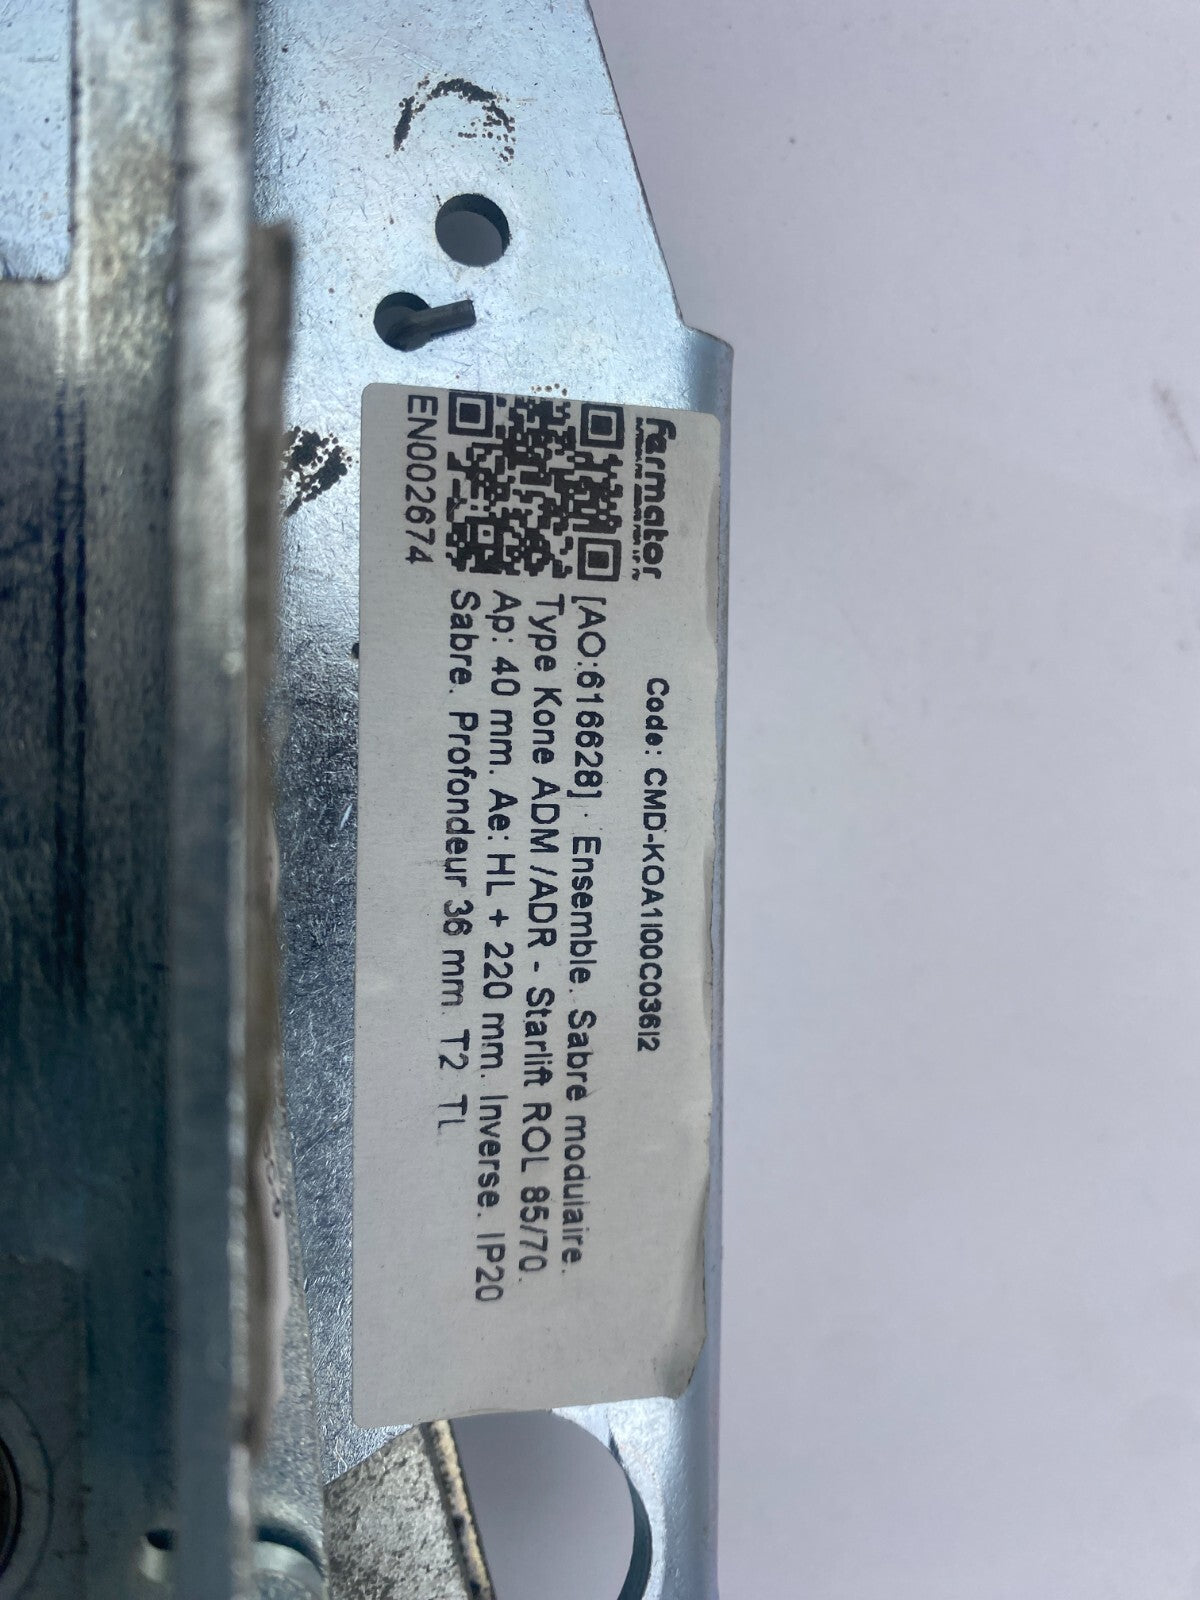 Fermator
Code: CMD-KOA1I00C036I2
[AO:616628] · Ensemble. Sabre modulaire.
Type Kone ADM /ADR - Starlift ROL 85/70.
Ap: 40 mm. Ae: HL + 220 mm. Inverse. IP20
Sabre. Profondeur 36 mm. T2 TL
EN002674